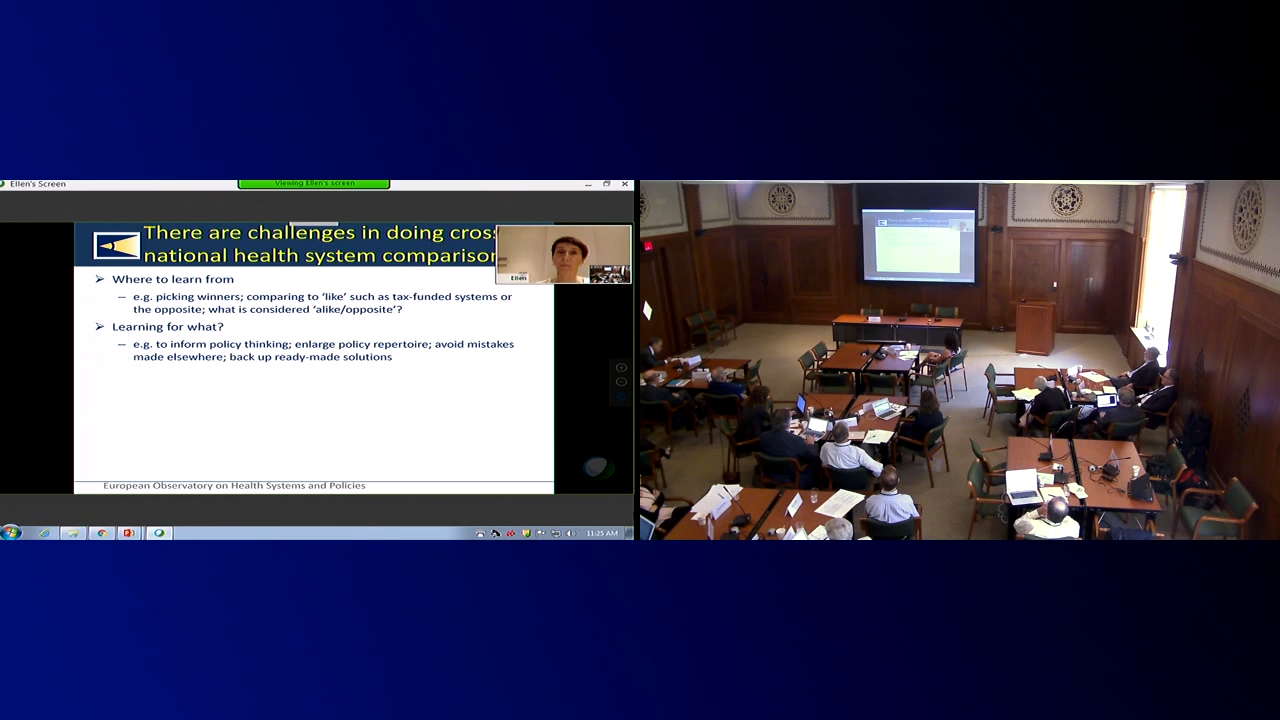 Ellen's Screen
Viewing Ellen's screen
There are challenges in doing cros
national health system comparison
Ellen
➢ Where to learn from
– e.g. picking winners; comparing to 'like' such as tax-funded systems or
the opposite; what is considered 'alike/opposite'?
➢ Learning for what?
– e.g. to inform policy thinking; enlarge policy repertoire; avoid mistakes
made elsewhere; back up ready-made solutions
European Observatory on Health Systems and Policies
11:25 AM